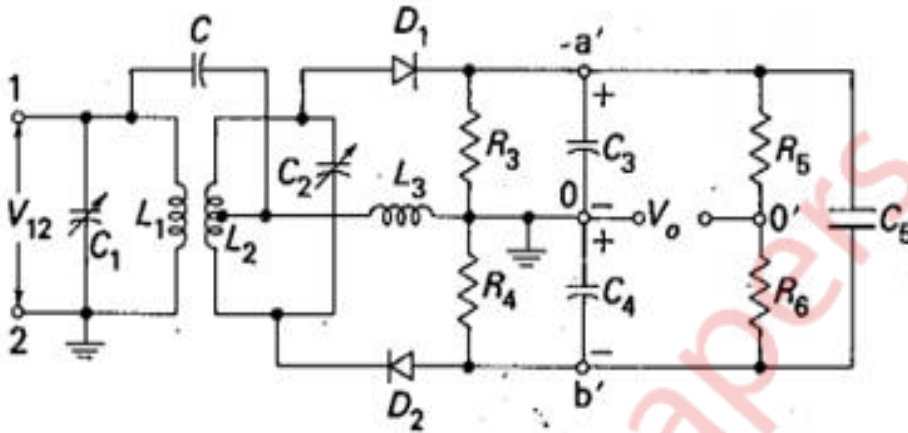 C
D₁
-a'
1
+
R₃
C₃
R₅
C₂
L₃
L₁
0
-
V₁₂
C₁
L₂
Vₒ
0'
C₅
+
R₄
C₄
R₆
2
-
D₂
b'
apers